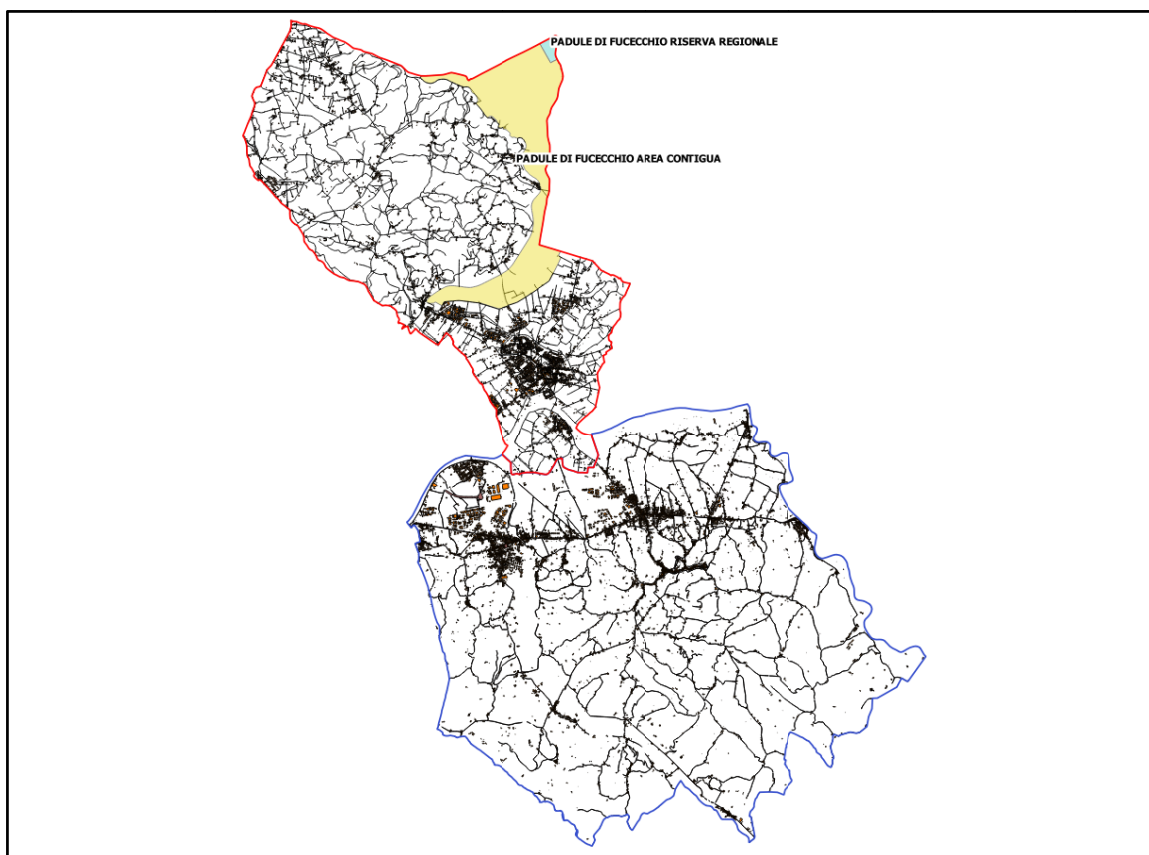 PADULE DI FUCECCHIO RISERVA REGIONALE
PADULE DI FUCECCHIO AREA CONTIGUA